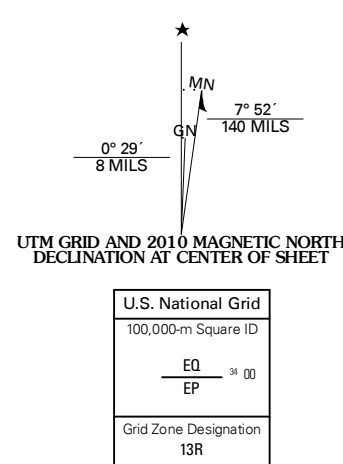 ★
MN
7° 52´
140 MILS
GN
0° 29´
8 MILS
UTM GRID AND 2010 MAGNETIC NORTH
DECLINATION AT CENTER OF SHEET
U.S. National Grid
100,000-m Square ID
EQ
34 00
EP
Grid Zone Designation
13R